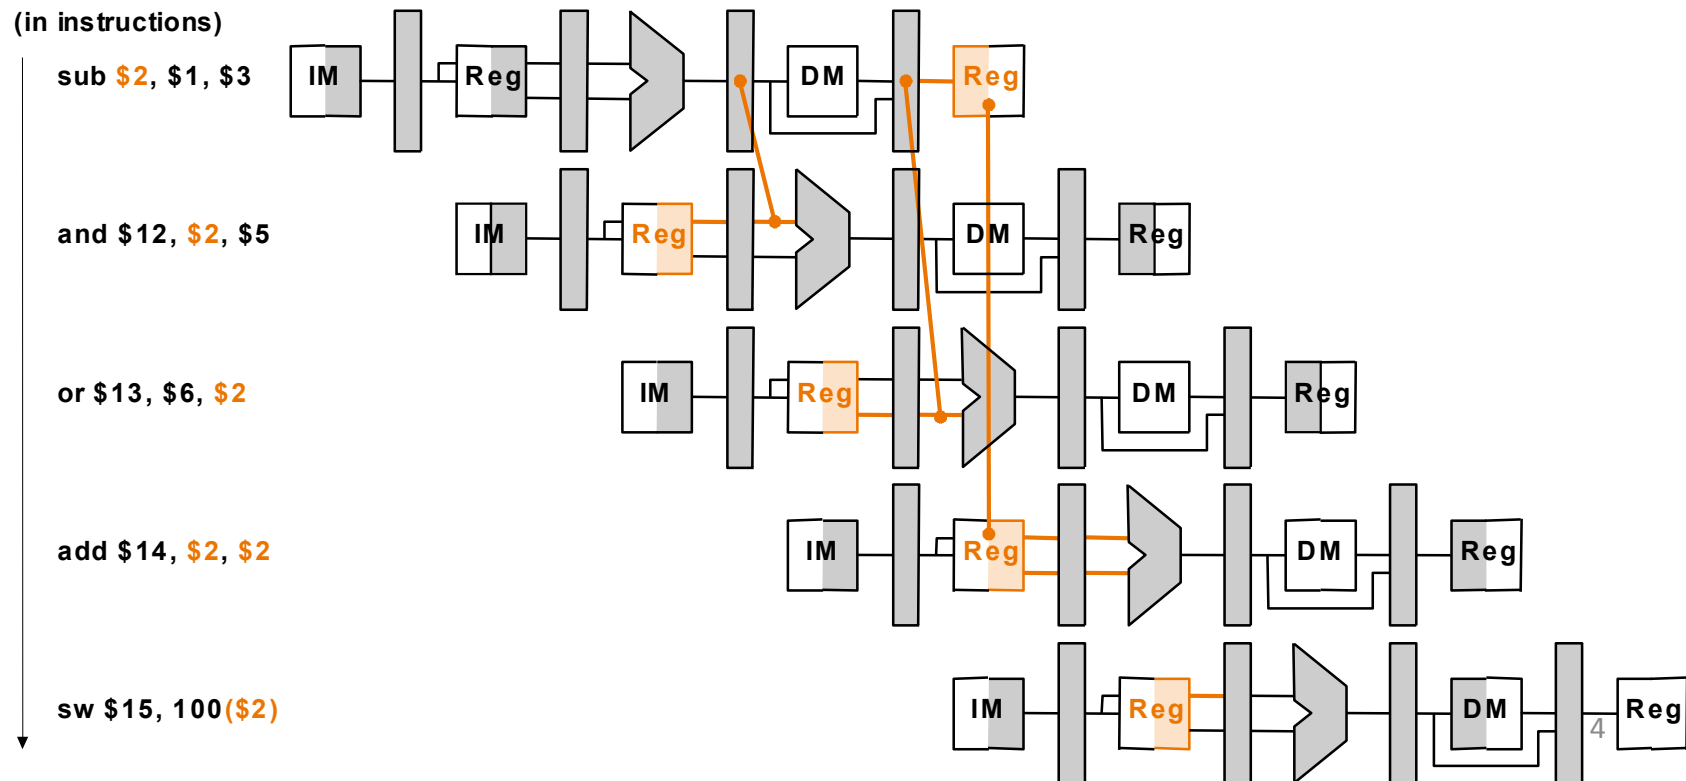 (in instructions)
sub $2, $1, $3 IM Reg DM Reg
and $12, $2, $5 IM Reg DM Reg
or $13, $6, $2 IM Reg DM Reg
add $14, $2, $2 IM Reg DM Reg
sw $15, 100($2) IM Reg DM Reg
4